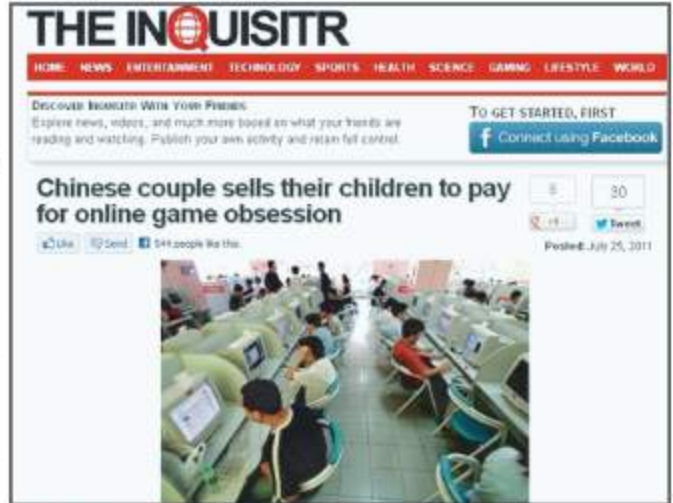 THE INQUISITR
HOME NEWS ENTERTAINMENT TECHNOLOGY SPORTS HEALTH SCIENCE GAMING LIFESTYLE WORLD
DISCOVER INQUISITR WITH YOUR FRIENDS
Explore news, videos, and much more based on what your friends are
reading and watching. Publish your own activity and retain full control.
TO GET STARTED, FIRST
f Connect using Facebook
Chinese couple sells their children to pay
for online game obsession
8
30
+1
Tweet
Like Send people like this.
Posted: July 25, 2011